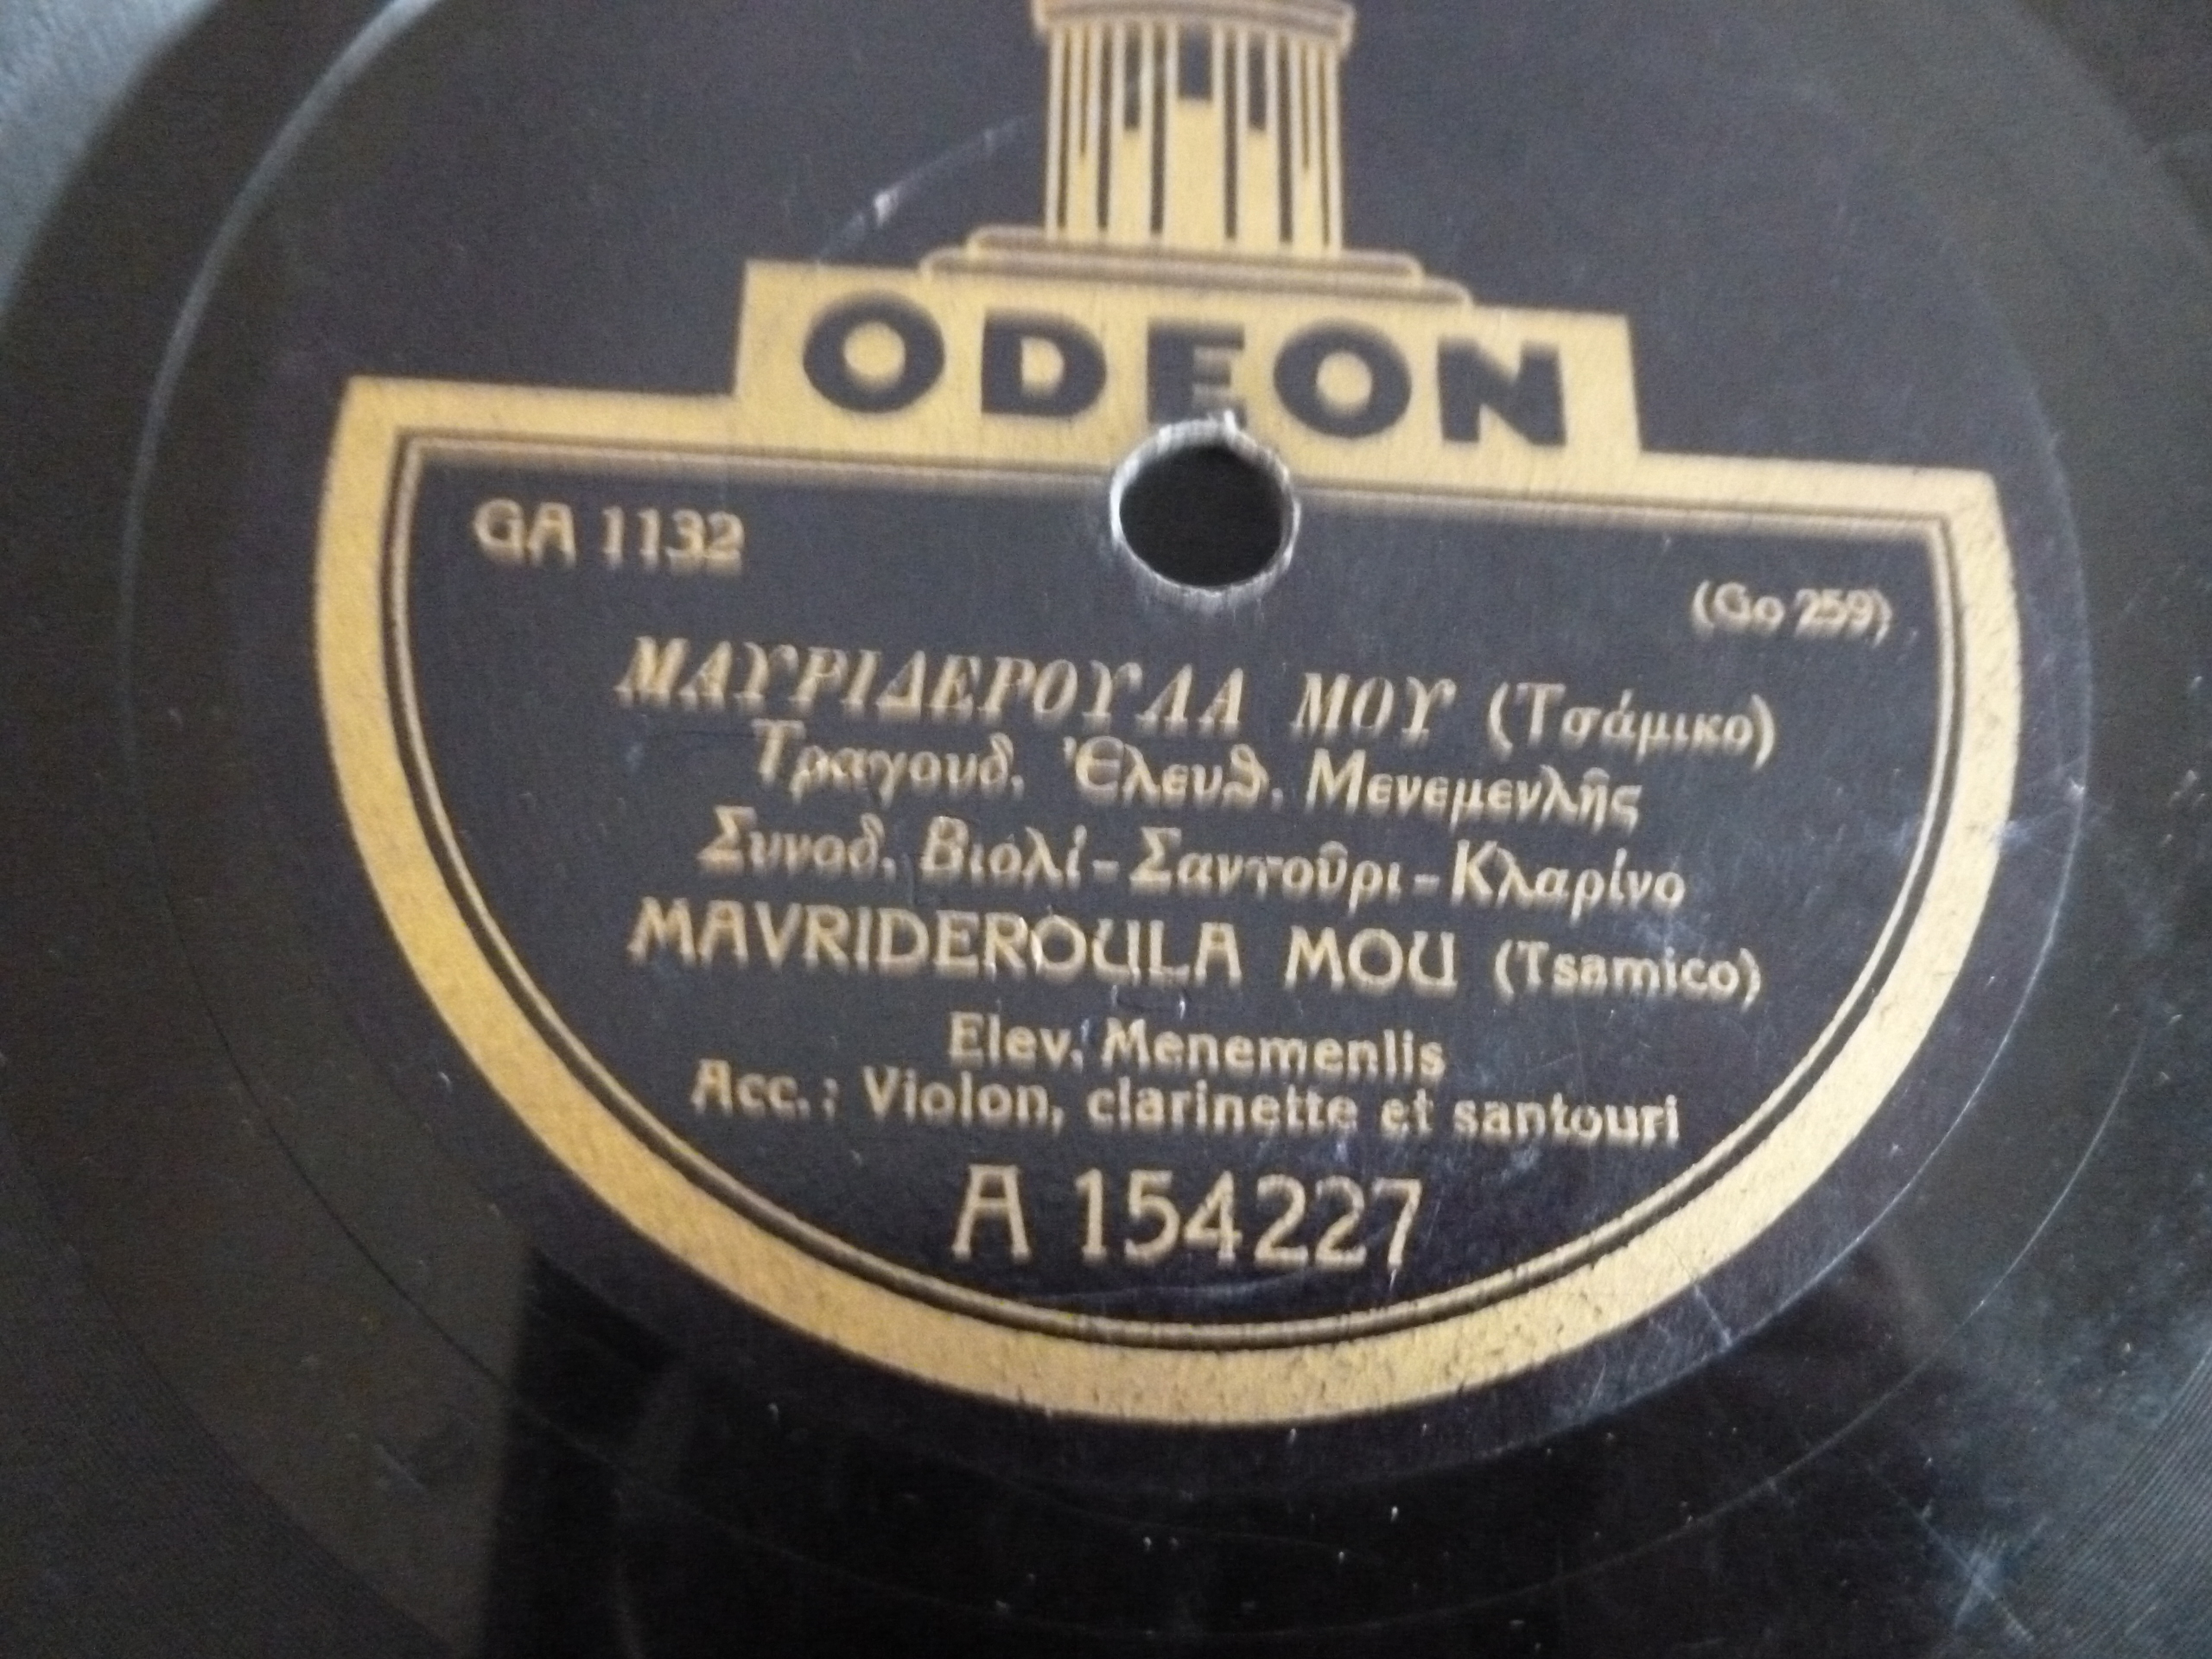 ODEON
GA 1132
(Go 259)
ΜΑΥΡΙΔΕΡΟΥΛΑ ΜΟΥ (Τσάμικο)
Τραγουδ. Ἐλευθ. Μενεμενλῆς
Συνοδ. Βιολί-Σαντοῦρι-Κλαρίνο
MAVRIDEROULA MOU (Tsamico)
Elev. Menemenlis
Acc.: Violon, clarinette et santouri
A 154227